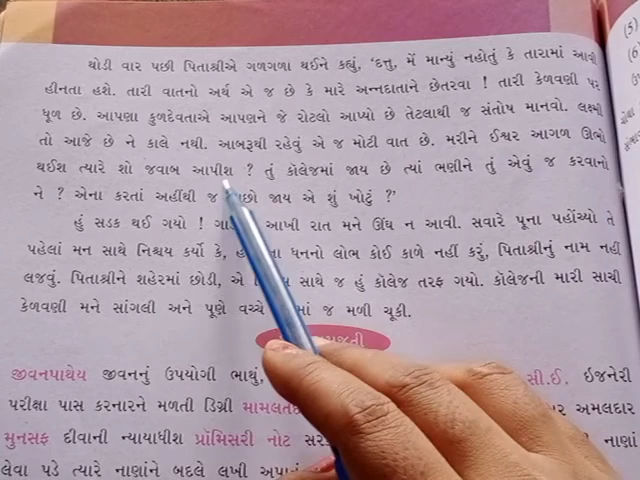 થોડી વાર પછી પિતાશ્રીએ ગળગળા થઈને કહ્યું, 'દત્તુ, મેં માન્યું નહોતું કે તારામાં આવી
હીનતા હશે. તારી વાતનો અર્થ એ જ છે કે મારે અન્નદાતાને છેતરવા ! તારી કેળવણી પર
ધૂળ છે. આપણા કુળદેવતાએ આપણને જે રોટલો આપ્યો છે તેટલાથી જ સંતોષ માનવો. લક્ષ્મી
તો આજે છે ને કાલે નથી. આબરૂથી રહેવું એ જ મોટી વાત છે. મરીને ઈશ્વર આગળ ઊભો
થઈશ ત્યારે શો જવાબ આપીશ ? તું કૉલેજમાં જાય છે ત્યાં ભણીને તું એવું જ કરવાનો
ને ? એના કરતાં અહીંથી જ જાય એ શું ખોટું ?'
હું સડક થઈ ગયો ! આખી રાત મને ઊંઘ ન આવી. સવારે પૂના પહોંચ્યો તે
પહેલાં મન સાથે નિશ્ચય કર્યો કે, ધનનો લોભ કોઈ કાળે નહીં કરું, પિતાશ્રીનું નામ નહીં
લજવું. પિતાશ્રીને શહેરમાં છોડી, એ સાથે જ હું કૉલેજ તરફ ગયો. કૉલેજની મારી સાચી
કેળવણી મને સાંગલી અને પૂણે વચ્ચે જ મળી ચૂકી.
જીવનપાથેય જીવનનું ઉપયોગી ભાથું, સી.ઈ. ઇજનેરી
પરીક્ષા પાસ કરનારને મળતી ડિગ્રી અમલદાર
મુનસફ દીવાની ન્યાયાધીશ પ્રૉમિસરી નોટ નાણાં
લેવા પડે ત્યારે નાણાંને બદલે લખી
(5)
(6)